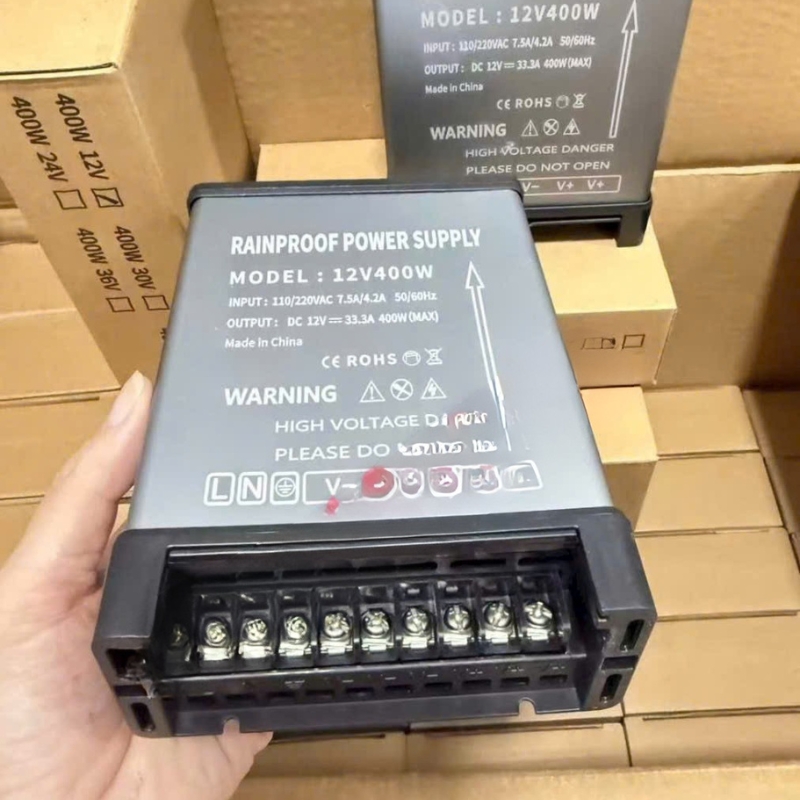 MODEL : 12V400W
INPUT: 110/220VAC 7.5A/4.2A 50/60Hz
OUTPUT: DC 12V 33.3A 400W(MAX)
Made in China
CE ROHS
WARNING
HIGH VOLTAGE DANGER
PLEASE DO NOT OPEN
V- V+ V+
400W 12V
400W 24V
400W 30V
400W 36V
RAINPROOF POWER SUPPLY
MODEL : 12V400W
INPUT: 110/220VAC 7.5A/4.2A 50/60Hz
OUTPUT: DC 12V 33.3A 400W(MAX)
Made in China
CE ROHS
WARNING
HIGH VOLTAGE
PLEASE DO
L N V-